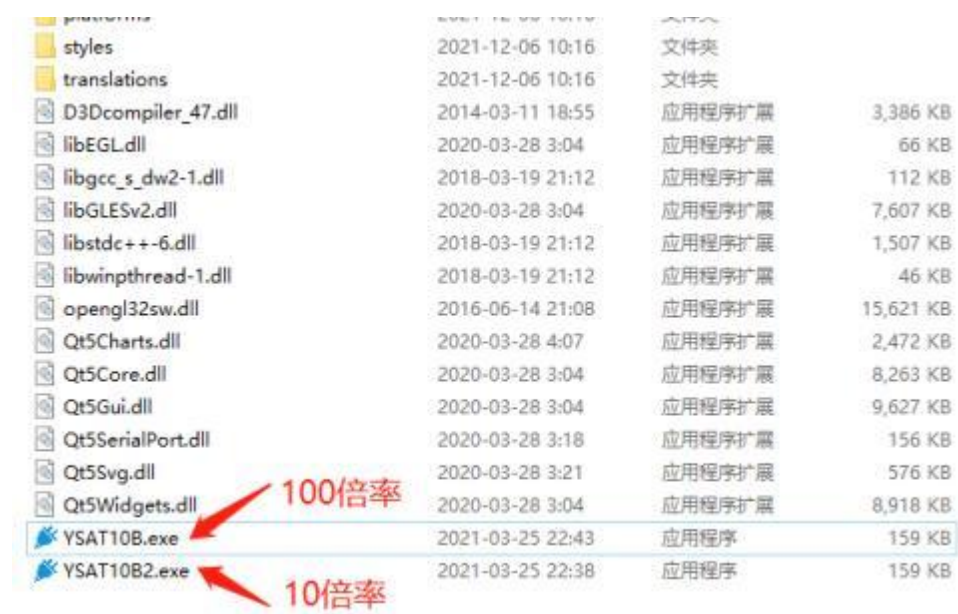 styles 2021-12-06 10:16 文件夹
translations 2021-12-06 10:16 文件夹
D3Dcompiler_47.dll 2014-03-11 18:55 应用程序扩展 3,386 KB
libEGL.dll 2020-03-28 3:04 应用程序扩展 66 KB
libgcc_s_dw2-1.dll 2018-03-19 21:12 应用程序扩展 112 KB
libGLESv2.dll 2020-03-28 3:04 应用程序扩展 7,607 KB
libstdc++-6.dll 2018-03-19 21:12 应用程序扩展 1,507 KB
libwinpthread-1.dll 2018-03-19 21:12 应用程序扩展 46 KB
opengl32sw.dll 2016-06-14 21:08 应用程序扩展 15,621 KB
Qt5Charts.dll 2020-03-28 4:07 应用程序扩展 2,472 KB
Qt5Core.dll 2020-03-28 3:04 应用程序扩展 8,263 KB
Qt5Gui.dll 2020-03-28 3:04 应用程序扩展 9,627 KB
Qt5SerialPort.dll 2020-03-28 3:18 应用程序扩展 156 KB
Qt5Svg.dll 2020-03-28 3:21 应用程序扩展 576 KB
100倍率
Qt5Widgets.dll 2020-03-28 3:04 应用程序扩展 8,918 KB
YSAT10B.exe 2021-03-25 22:43 应用程序 159 KB
YSAT10B2.exe 2021-03-25 22:38 应用程序 159 KB
10倍率